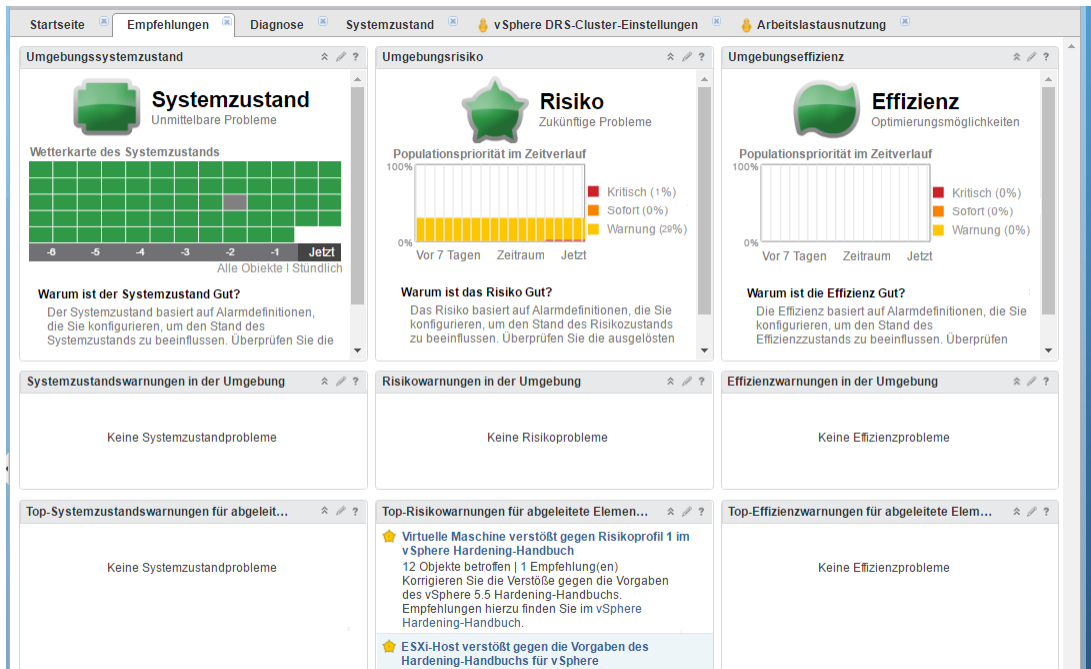 Startseite Empfehlungen Diagnose Systemzustand vSphere DRS-Cluster-Einstellungen Arbeitslastausnutzung
Umgebungssystemzustand ?
Systemzustand
Unmittelbare Probleme
Wetterkarte des Systemzustands
-6 -5 -4 -3 -2 -1 Jetzt
Alle Objekte | Stündlich
Warum ist der Systemzustand Gut?
Der Systemzustand basiert auf Alarmdefinitionen,
die Sie konfigurieren, um den Stand des
Systemzustands zu beeinflussen. Überprüfen Sie die
Umgebungsrisiko ?
Risiko
Zukünftige Probleme
Populationspriorität im Zeitverlauf
100%
Kritisch (1%)
Sofort (0%)
Warnung (29%)
0%
Vor 7 Tagen Zeitraum Jetzt
Warum ist das Risiko Gut?
Das Risiko basiert auf Alarmdefinitionen, die Sie
konfigurieren, um den Stand des Risikozustands
zu beeinflussen. Überprüfen Sie die ausgelösten
Umgebungseffizienz ?
Effizienz
Optimierungsmöglichkeiten
Populationspriorität im Zeitverlauf
100%
Kritisch (0%)
Sofort (0%)
Warnung (0%)
0%
Vor 7 Tagen Zeitraum Jetzt
Warum ist die Effizienz Gut?
Die Effizienz basiert auf Alarmdefinitionen, die Sie
konfigurieren, um den Stand des
Effizienzzustands zu beeinflussen. Überprüfen
Systemzustandswarnungen in der Umgebung ?
Keine Systemzustandprobleme
Risikowarnungen in der Umgebung ?
Keine Risikoprobleme
Effizienzwarnungen in der Umgebung ?
Keine Effizienzprobleme
Top-Systemzustandswarnungen für abgeleit... ?
Keine Systemzustandprobleme
Top-Risikowarnungen für abgeleitete Elemen... ?
Virtuelle Maschine verstößt gegen Risikoprofil 1 im
vSphere Hardening-Handbuch
12 Objekte betroffen | 1 Empfehlung(en)
Korrigieren Sie die Verstöße gegen die Vorgaben
des vSphere 5.5 Hardening-Handbuchs.
Empfehlungen hierzu finden Sie im vSphere
Hardening-Handbuch.
ESXi-Host verstößt gegen die Vorgaben des
Hardening-Handbuchs für vSphere
Top-Effizienzwarnungen für abgeleitete Elem... ?
Keine Effizienzprobleme